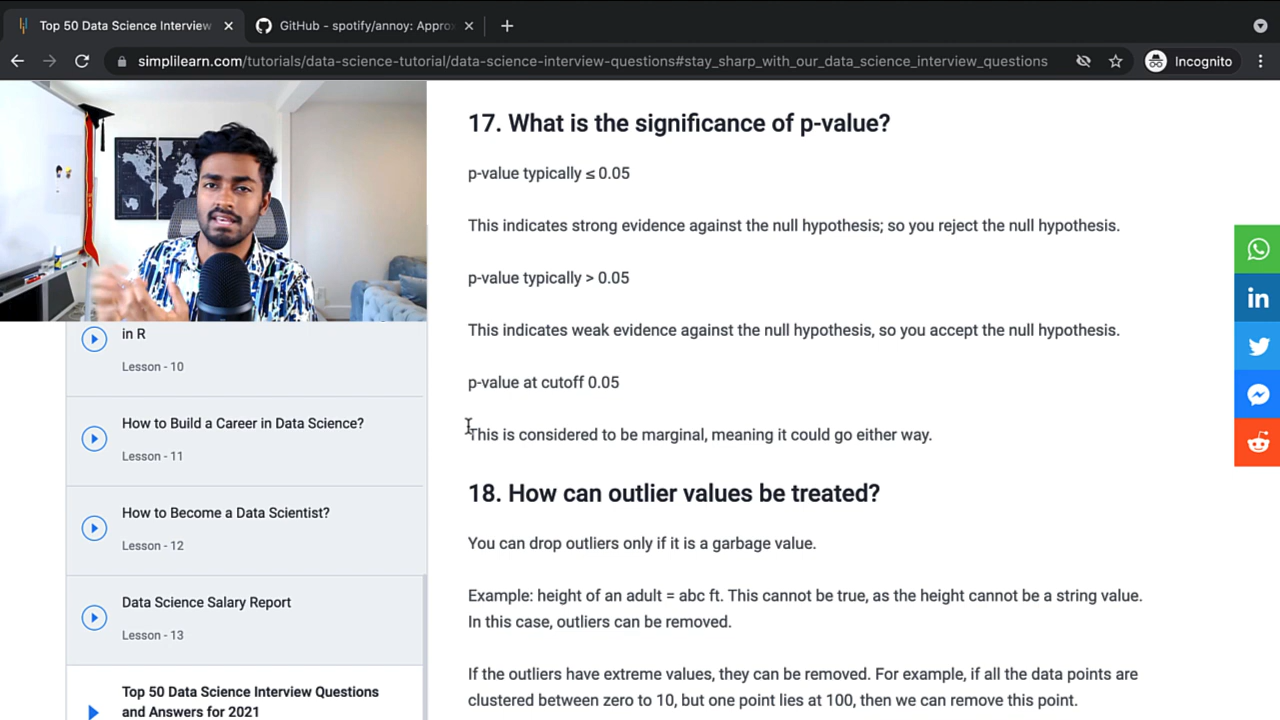 Top 50 Data Science Interview
GitHub - spotify/annoy: Appro
simplilearn.com/tutorials/data-science-tutorial/data-science-interview-questions#stay_sharp_with_our_data_science_interview_questions
Incognito
in R
Lesson - 10
How to Build a Career in Data Science?
Lesson - 11
How to Become a Data Scientist?
Lesson - 12
Data Science Salary Report
Lesson - 13
Top 50 Data Science Interview Questions
and Answers for 2021
17. What is the significance of p-value?
p-value typically ≤ 0.05
This indicates strong evidence against the null hypothesis; so you reject the null hypothesis.
p-value typically > 0.05
This indicates weak evidence against the null hypothesis, so you accept the null hypothesis.
p-value at cutoff 0.05
This is considered to be marginal, meaning it could go either way.
18. How can outlier values be treated?
You can drop outliers only if it is a garbage value.
Example: height of an adult = abc ft. This cannot be true, as the height cannot be a string value.
In this case, outliers can be removed.
If the outliers have extreme values, they can be removed. For example, if all the data points are
clustered between zero to 10, but one point lies at 100, then we can remove this point.
in